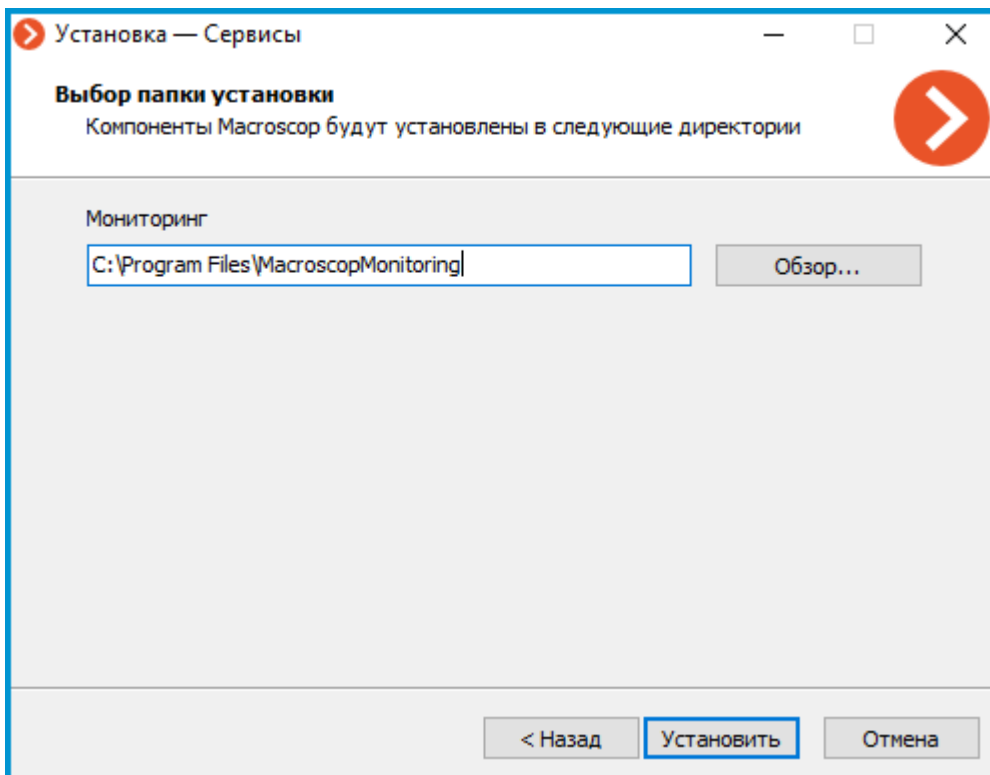 Установка — Сервисы
Выбор папки установки
Компоненты Macroscop будут установлены в следующие директории
Мониторинг
C:\Program Files\MacroscopMonitoring
Обзор...
< Назад
Установить
Отмена